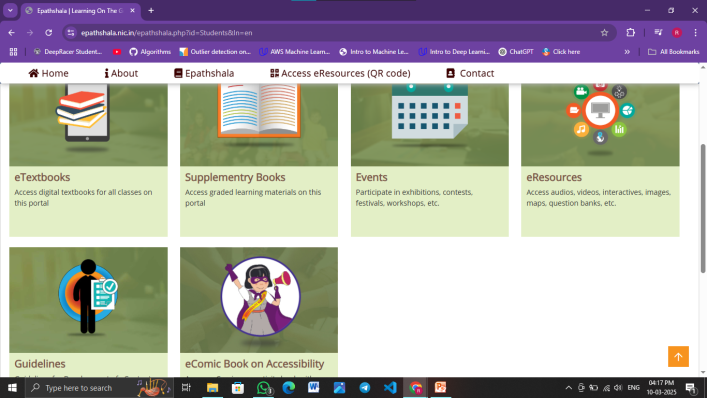 Epathshala | Learning On The G
epathshala.nic.in/epathshala.php?id=Students&ln=en
DeepRacer Student... Algorithms Outlier detection on... AWS Machine Learn... Intro to Machine Le... Intro to Deep Learni... ChatGPT Click here » All Bookmarks
Home About Epathshala Access eResources (QR code) Contact
eTextbooks
Access digital textbooks for all classes on
this portal
Supplementry Books
Access graded learning materials on this
portal
Events
Participate in exhibitions, contests,
festivals, workshops, etc.
eResources
Access audios, videos, interactives, images,
maps, question banks, etc.
Guidelines
eComic Book on Accessibility
Type here to search
ENG
04:17 PM
10-03-2025